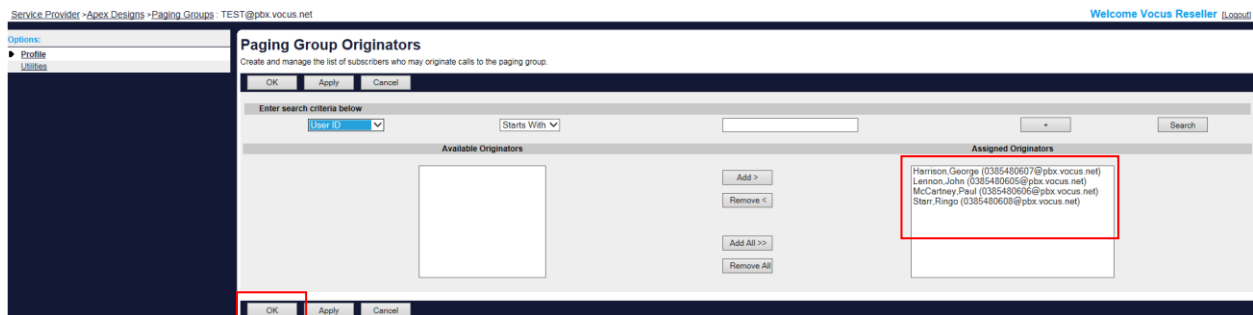 Service Provider >Apex Designs >Paging Groups : TEST@pbx.vocus.net
Welcome Vocus Reseller [Logout]
Options:
Profile
Utilities
Paging Group Originators
Create and manage the list of subscribers who may originate calls to the paging group.
OK Apply Cancel
Enter search criteria below
User ID Starts With + Search
Available Originators Assigned Originators
Harrison,George (0385480607@pbx.vocus.net)
Lennon,John (0385480605@pbx.vocus.net)
McCartney,Paul (0385480606@pbx.vocus.net)
Starr,Ringo (0385480608@pbx.vocus.net)
Add >
Remove <
Add All >>
Remove All
OK Apply Cancel